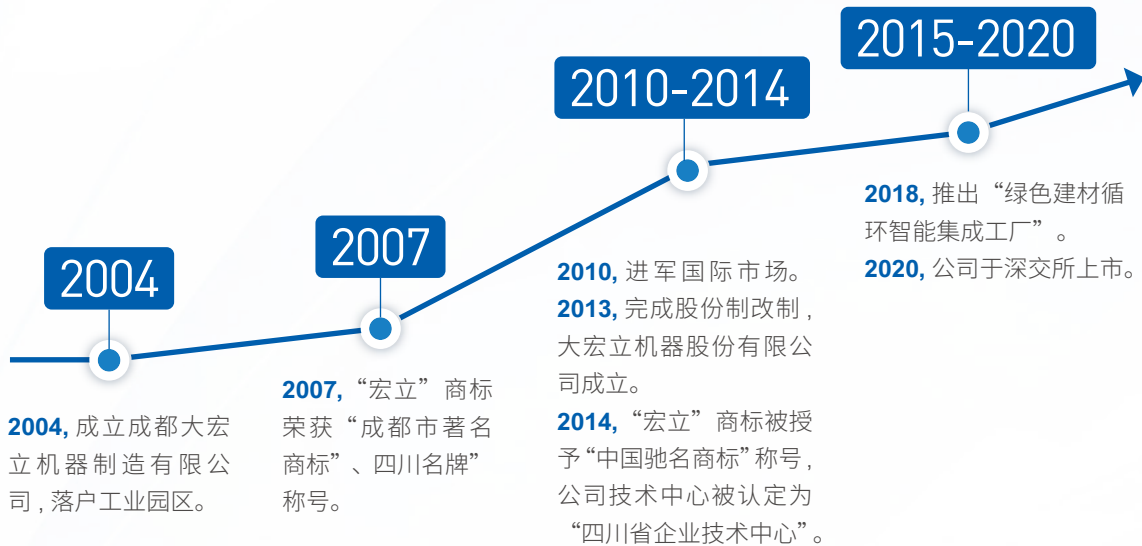 2004
2004, 成立成都大宏
立机器制造有限公
司 , 落户工业园区。
2007
2007, “宏立” 商标
荣获 “成都市著名
商标” 、四川名牌”
称号。
2010-2014
2010, 进军国际市场。
2013, 完成股份制改制 ,
大宏立机器股份有限公
司成立。
2014, “宏立” 商标被授
予 “中国驰名商标” 称号 ,
公司技术中心被认定为
“四川省企业技术中心” 。
2015-2020
2018, 推出 “绿色建材循
环智能集成工厂” 。
2020, 公司于深交所上市。